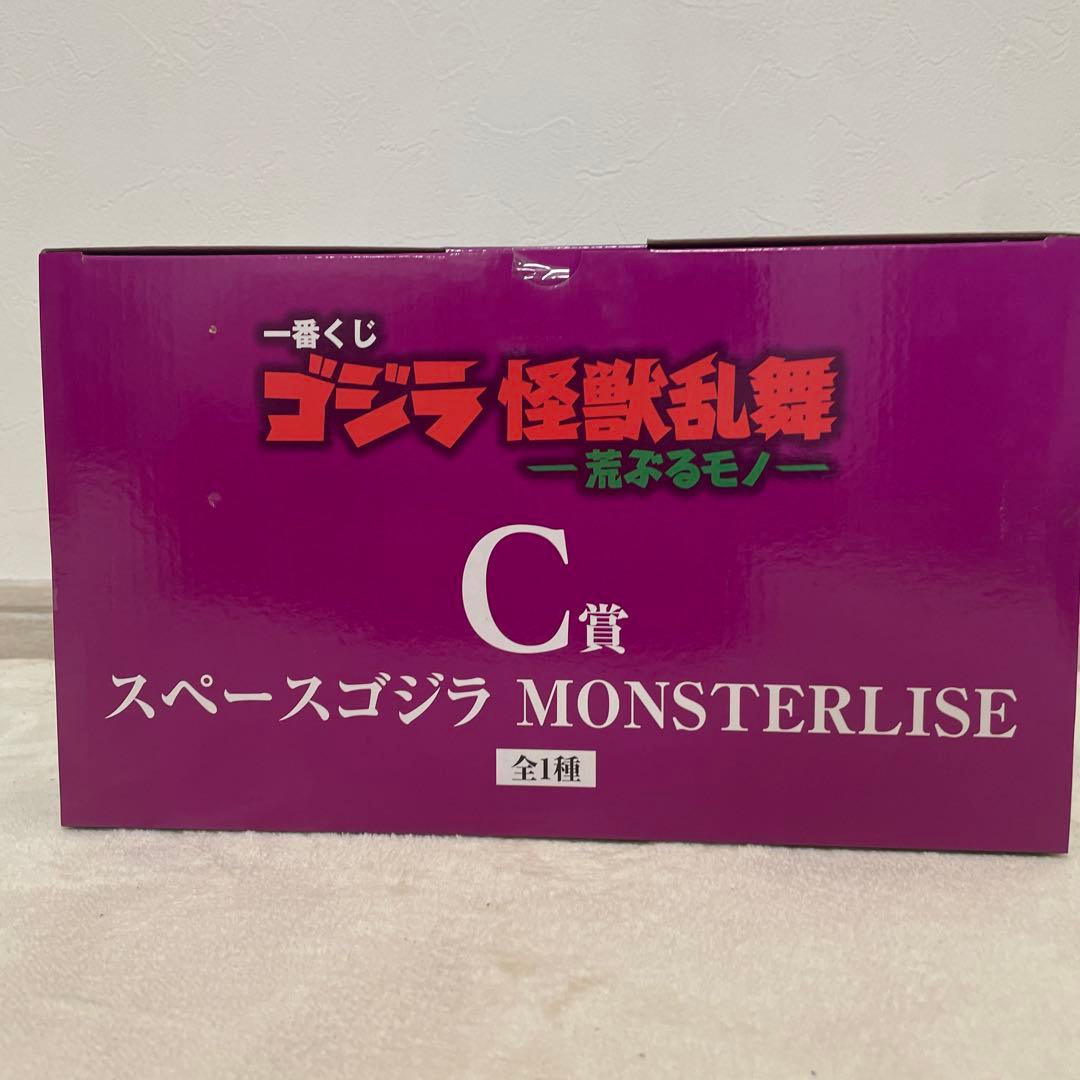 一番くじ
ゴジラ 怪獣乱舞
―荒ぶるモノ―
C賞
スペースゴジラ MONSTERLISE
全1種